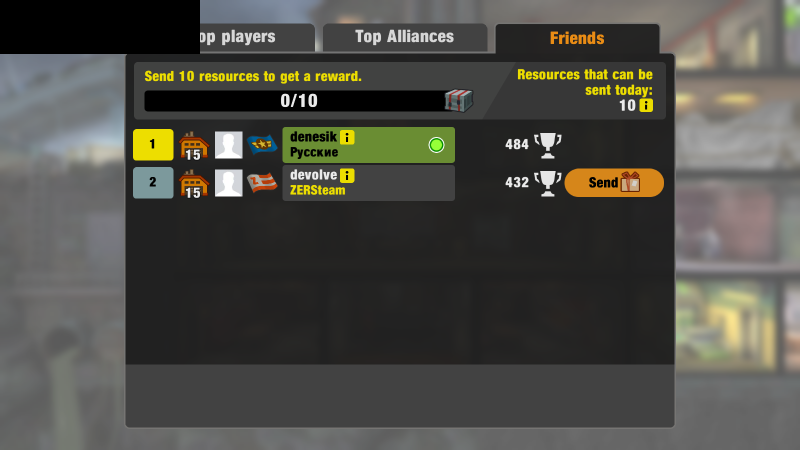 op players
Top Alliances
Friends
Send 10 resources to get a reward.
0/10
Resources that can be
sent today:
10 i
1
15
denesik i
Русские
484
2
15
devolve i
ZERSteam
432
Send